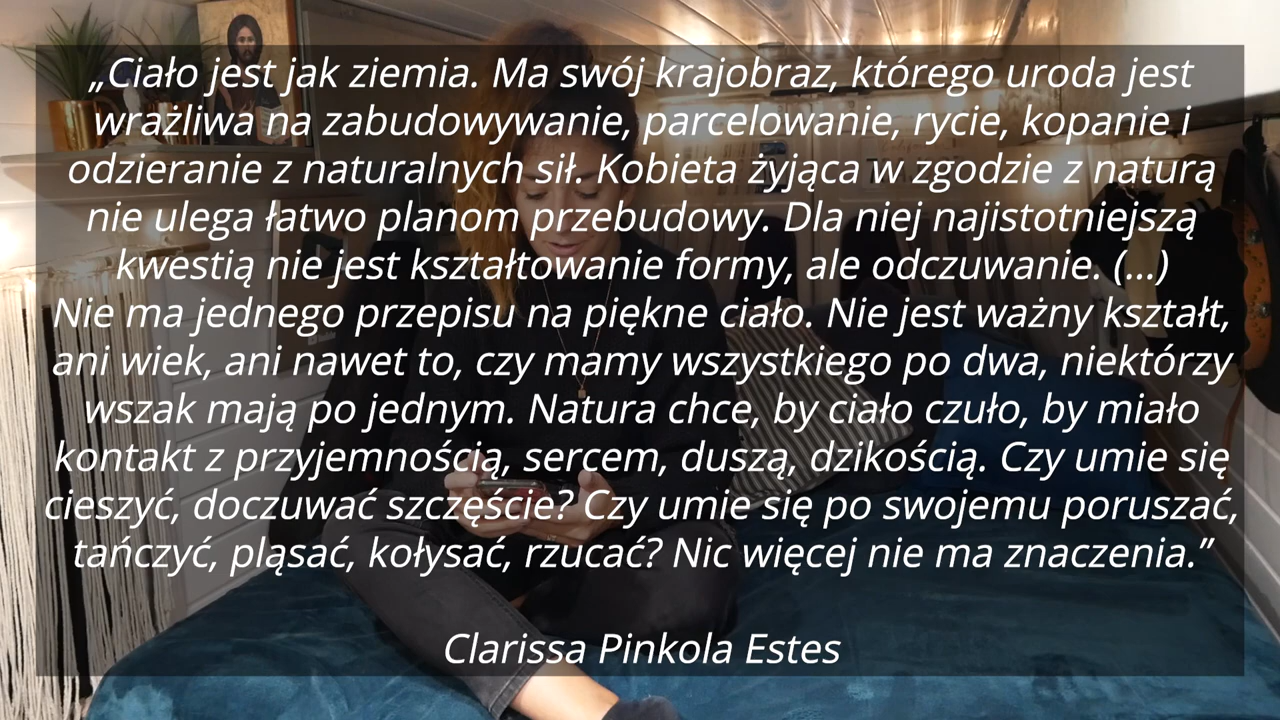 „Ciało jest jak ziemia. Ma swój krajobraz, którego uroda jest
wrażliwa na zabudowywanie, parcelowanie, rycie, kopanie i
odzieranie z naturalnych sił. Kobieta żyjąca w zgodzie z naturą
nie ulega łatwo planom przebudowy. Dla niej najistotniejszą
kwestią nie jest kształtowanie formy, ale odczuwanie. (...)
Nie ma jednego przepisu na piękne ciało. Nie jest ważny kształt,
ani wiek, ani nawet to, czy mamy wszystkiego po dwa, niektórzy
wszak mają po jednym. Natura chce, by ciało czuło, by miało
kontakt z przyjemnością, sercem, duszą, dzikością. Czy umie się
cieszyć, doczuwać szczęście? Czy umie się po swojemu poruszać,
tańczyć, pląsać, kołysać, rzucać? Nic więcej nie ma znaczenia.”
Clarissa Pinkola Estes